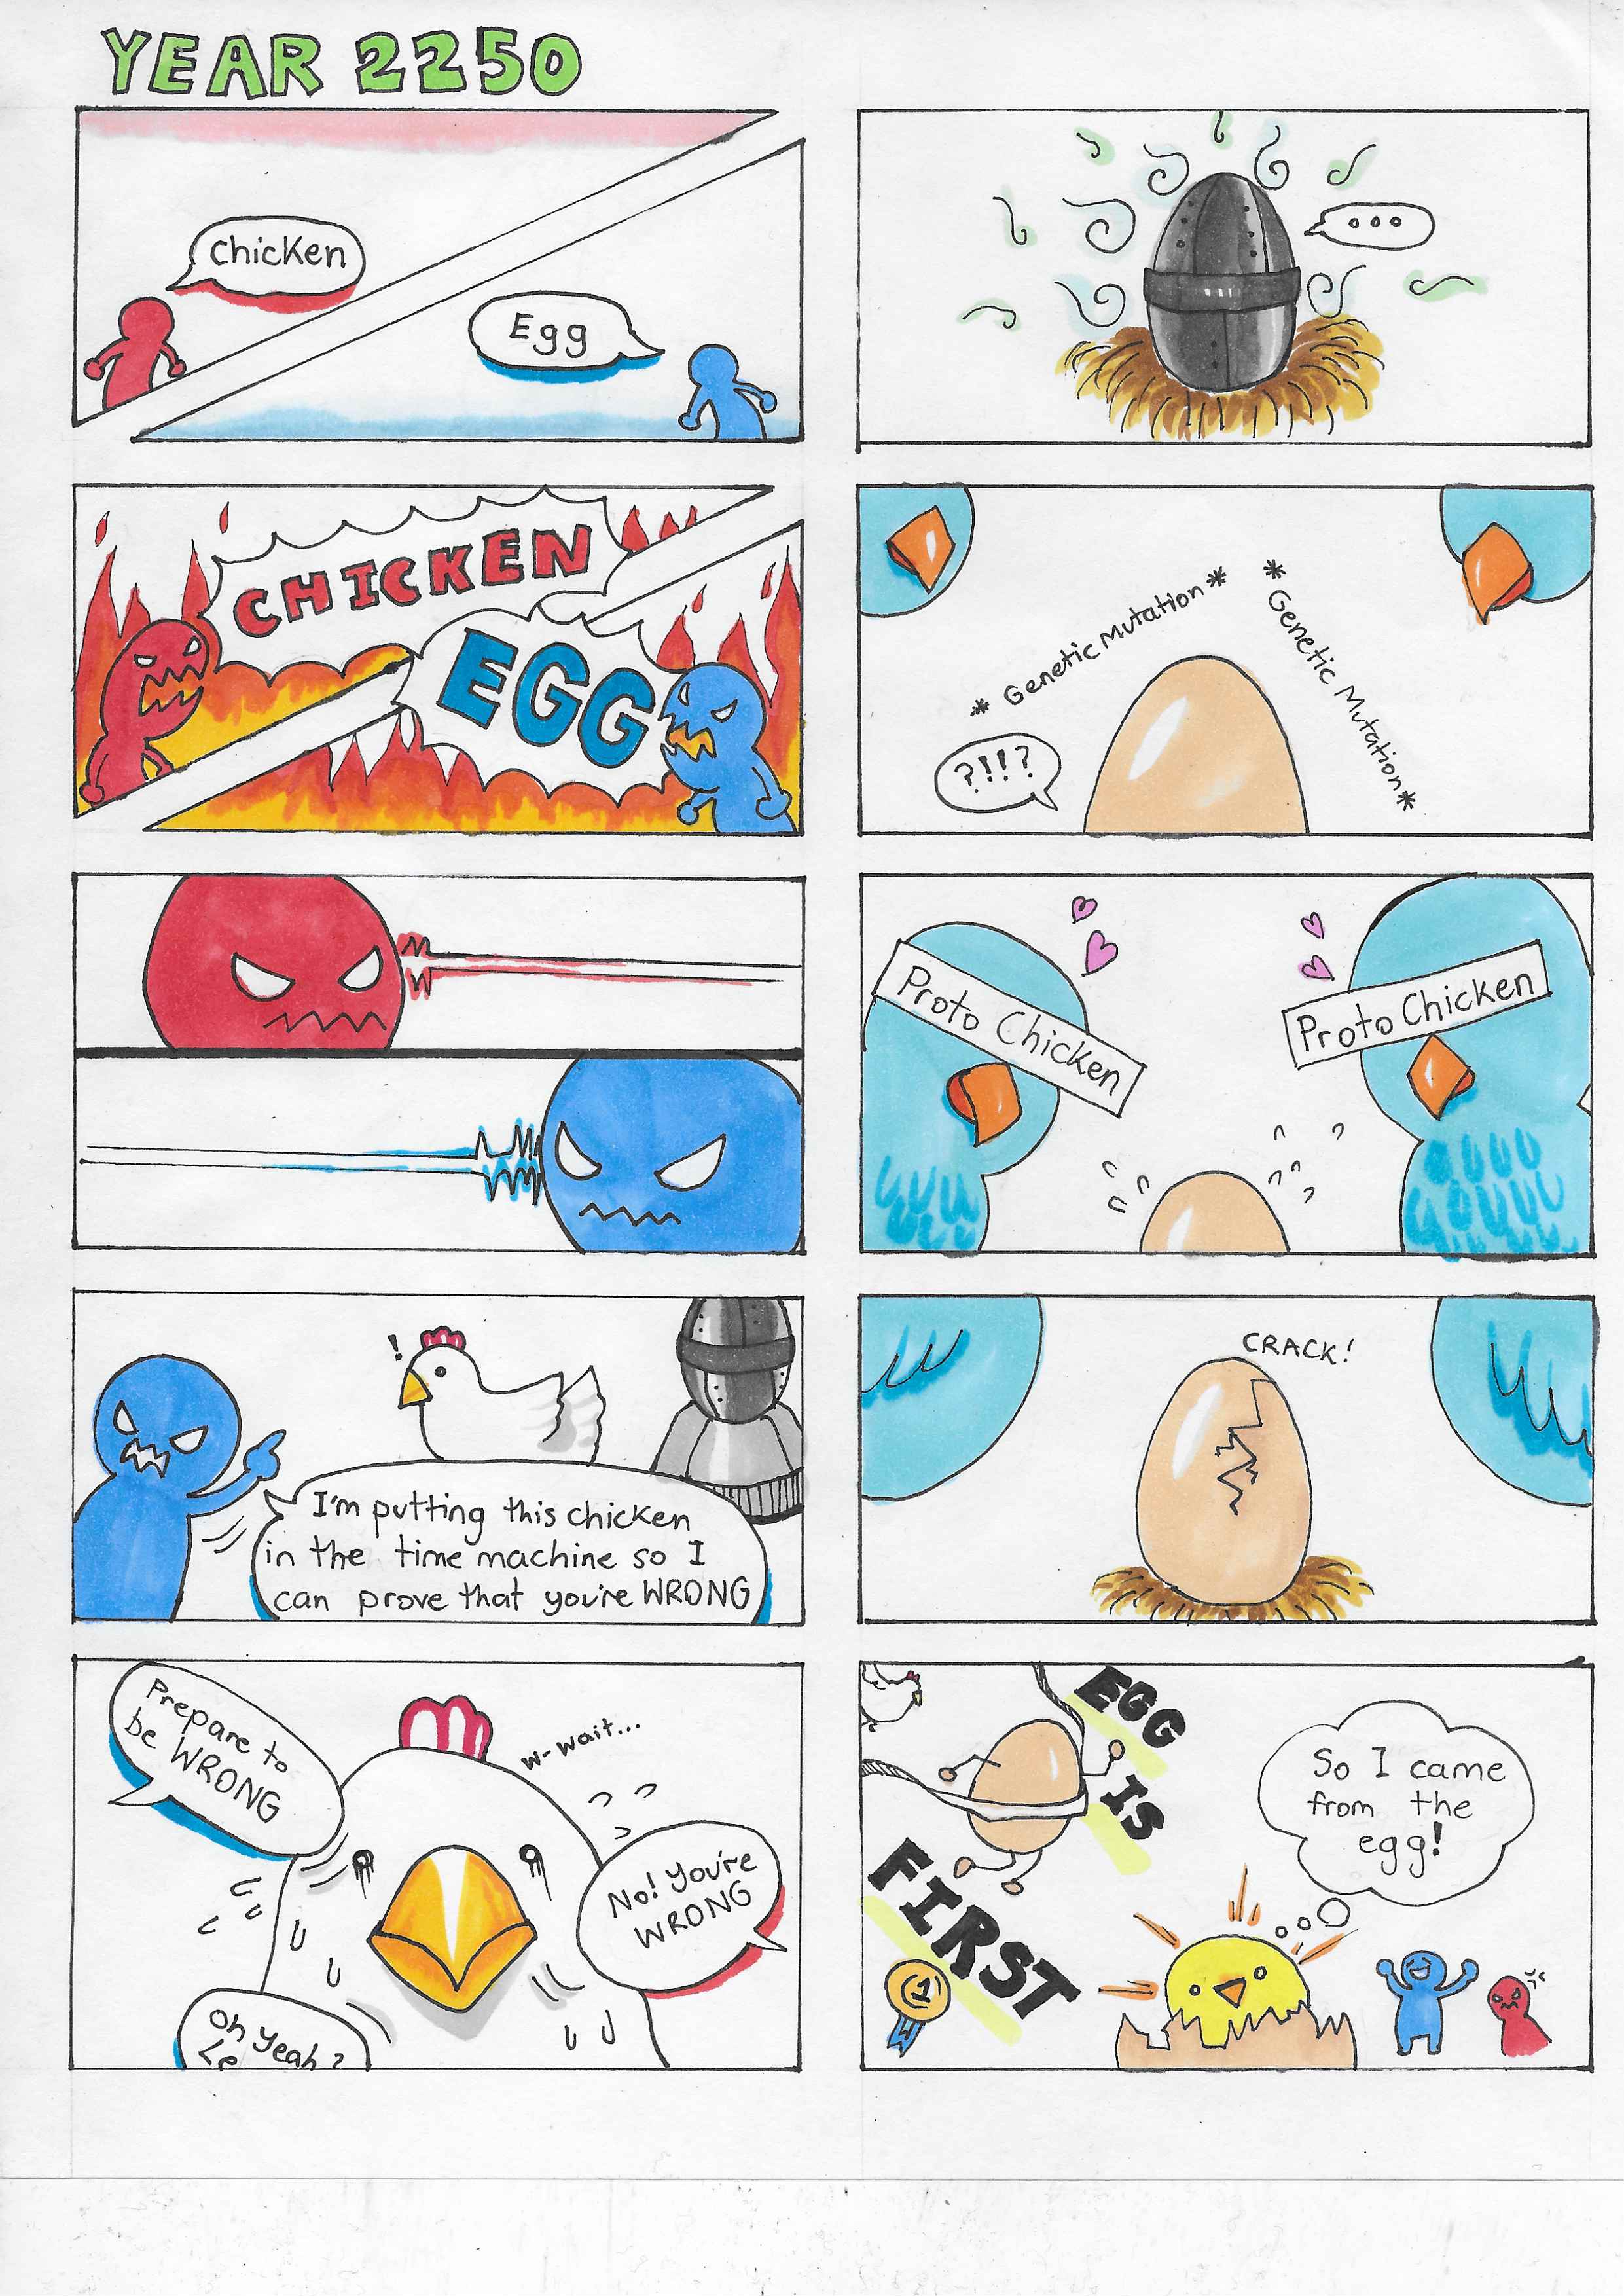 YEAR 2250
Chicken
Egg
CHICKEN
EGG
I'm putting this chicken
in the time machine so I
can prove that you're WRONG
!
Prepare to
be WRONG
w-wait...
No! You're
WRONG
Oh yeah?
Le
...
* Genetic Mutation *
* Genetic Mutation *
?!!?
Proto Chicken
Proto Chicken
CRACK!
EGG
IS
FIRST
1
So I came
from the
egg!